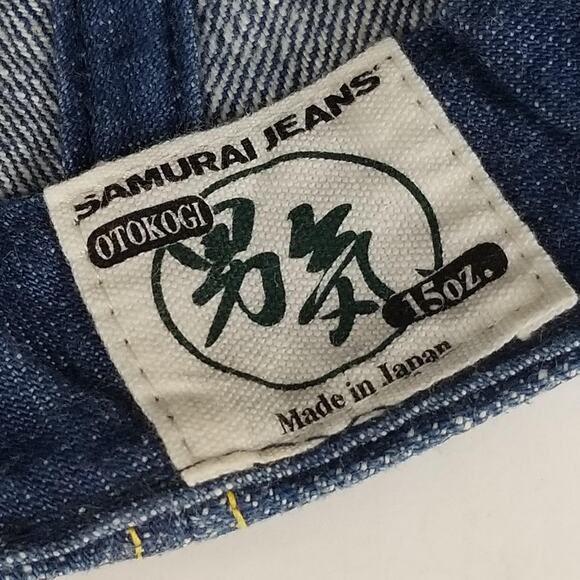 SAMURAI JEANS
OTOKOGI
男気
15oz.
Made in Japan